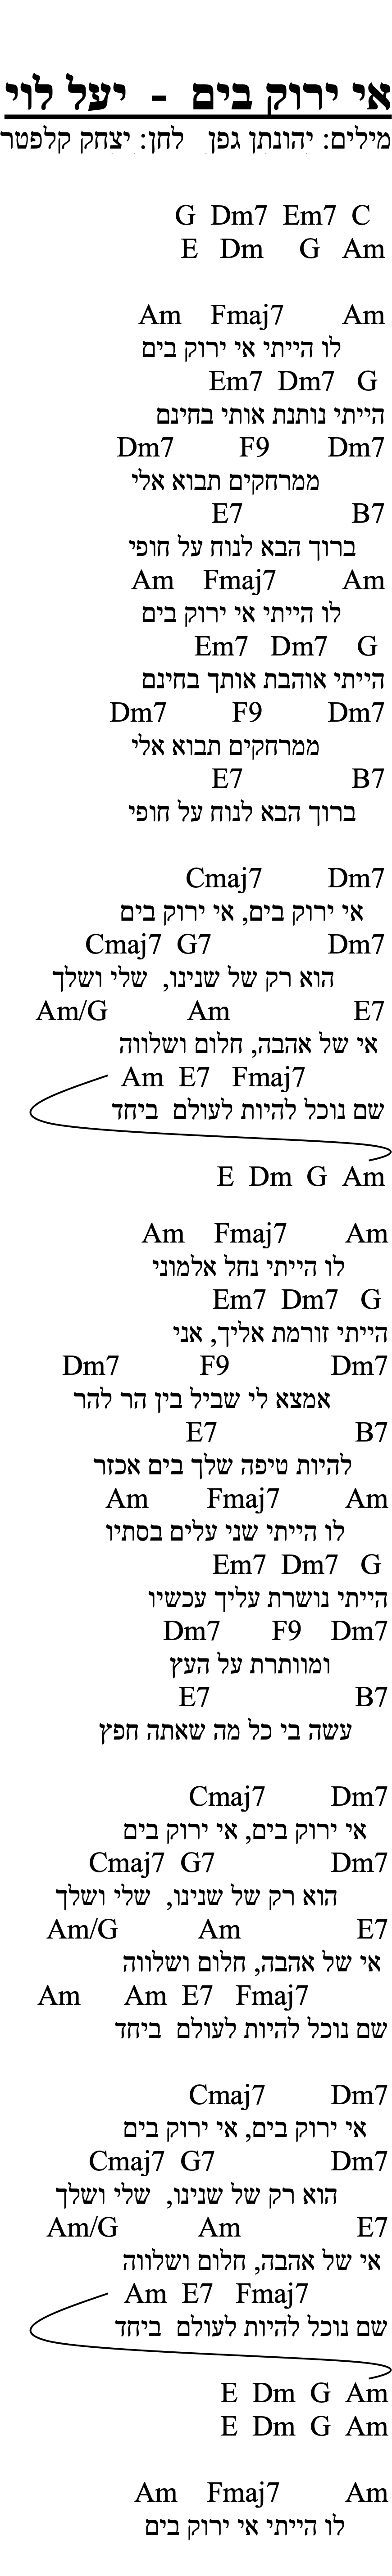 אי ירוק בים - יעל לוי
מילים: יהונתן גפן   לחן: יצחק קלפטר
G Dm7 Em7 C
E Dm G Am
Am Fmaj7 Am
לו הייתי אי ירוק בים
Em7 Dm7 G
הייתי נותנת אותי בחינם
Dm7 F9 Dm7
ממרחקים תבוא אלי
E7 B7
ברוך הבא לנוח על חופי
Am Fmaj7 Am
לו הייתי אי ירוק בים
Em7 Dm7 G
הייתי אוהבת אותך בחינם
Dm7 F9 Dm7
ממרחקים תבוא אלי
E7 B7
ברוך הבא לנוח על חופי
Cmaj7 Dm7
אי ירוק בים, אי ירוק בים
Cmaj7 G7 Dm7
הוא רק של שנינו, שלי ושלך
Am/G Am E7
אי של אהבה, חלום ושלווה
Am E7 Fmaj7
שם נוכל להיות לעולם ביחד
E Dm G Am
Am Fmaj7 Am
לו הייתי נחל אלמוני
Em7 Dm7 G
הייתי זורמת אליך, אני
Dm7 F9 Dm7
אמצא לי שביל בין הר להר
E7 B7
להיות טיפה שלך בים אכזר
Am Fmaj7 Am
לו הייתי שני עלים בסתיו
Em7 Dm7 G
הייתי נושרת עליך עכשיו
Dm7 F9 Dm7
ומוותרת על העץ
E7 B7
עשה בי כל מה שאתה חפץ
Cmaj7 Dm7
אי ירוק בים, אי ירוק בים
Cmaj7 G7 Dm7
הוא רק של שנינו, שלי ושלך
Am/G Am E7
אי של אהבה, חלום ושלווה
Am Am E7 Fmaj7
שם נוכל להיות לעולם ביחד
Cmaj7 Dm7
אי ירוק בים, אי ירוק בים
Cmaj7 G7 Dm7
הוא רק של שנינו, שלי ושלך
Am/G Am E7
אי של אהבה, חלום ושלווה
Am E7 Fmaj7
שם נוכל להיות לעולם ביחד
E Dm G Am
E Dm G Am
Am Fmaj7 Am
לו הייתי אי ירוק בים